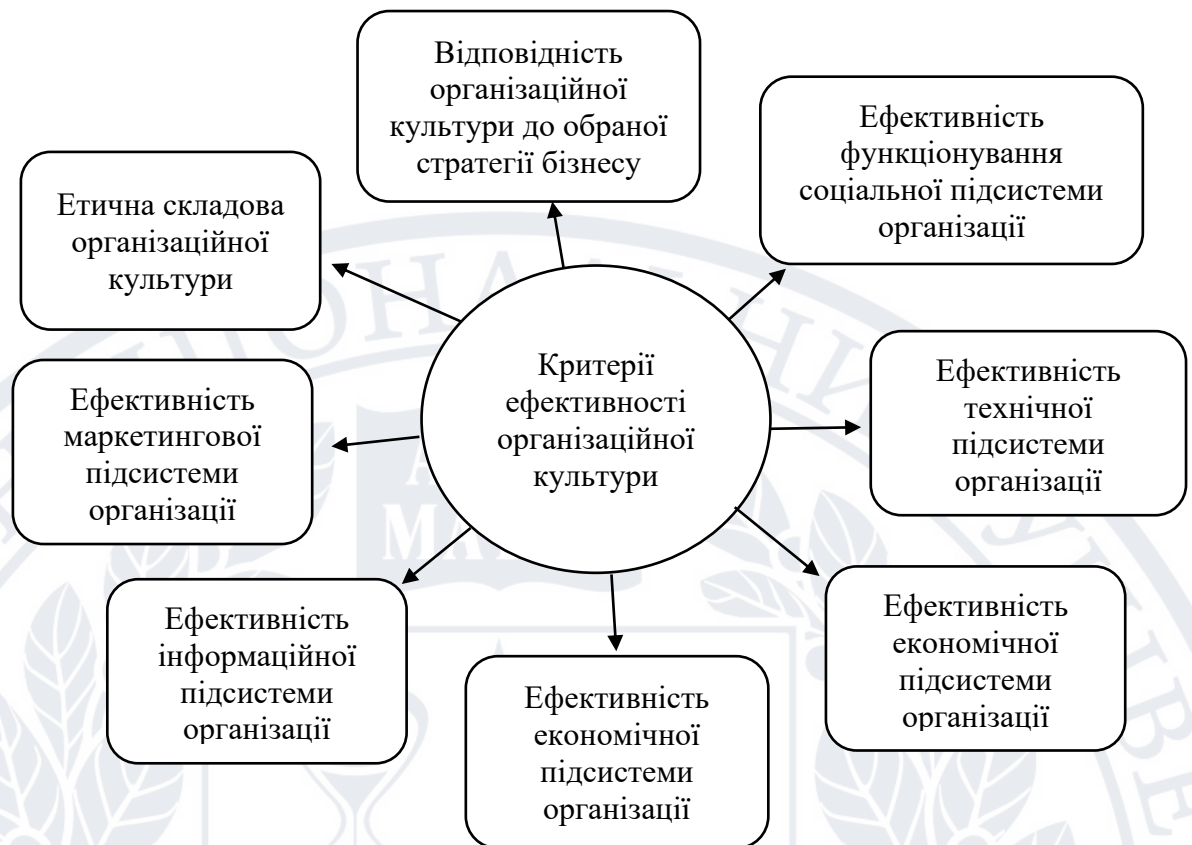 Відповідність
організаційної
культури до обраної
стратегії бізнесу
Ефективність
функціонування
соціальної підсистеми
організації
Етична складова
організаційної
культури
Критерії
ефективності
організаційної
культури
Ефективність
технічної
підсистеми
організації
Ефективність
маркетингової
підсистеми
організації
Ефективність
економічної
підсистеми
організації
Ефективність
інформаційної
підсистеми
організації
Ефективність
економічної
підсистеми
організації